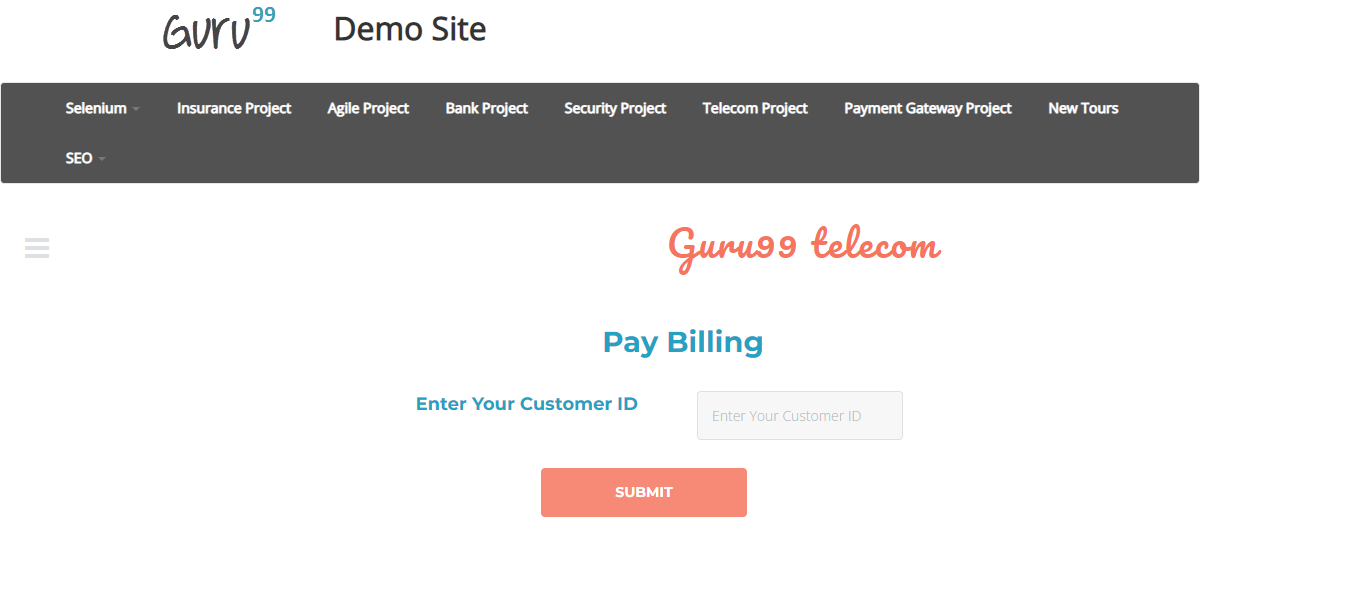 Guru99 Demo Site
Selenium Insurance Project Agile Project Bank Project Security Project Telecom Project Payment Gateway Project New Tours
SEO
Guru99 telecom
Pay Billing
Enter Your Customer ID Enter Your Customer ID
SUBMIT